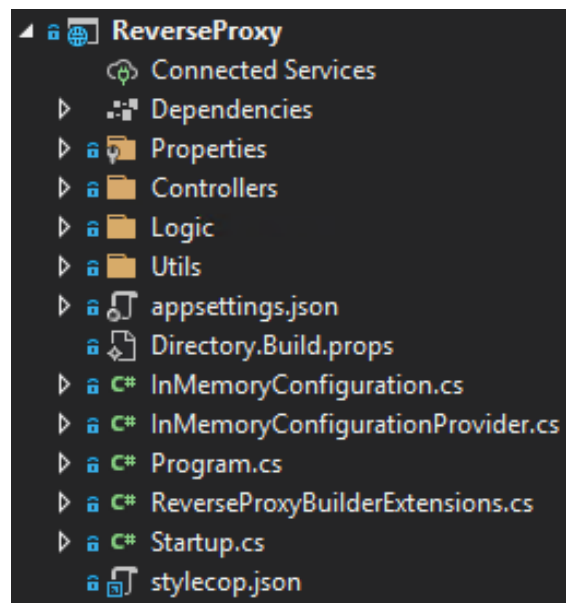 ReverseProxy
Connected Services
Dependencies
Properties
Controllers
Logic
Utils
appsettings.json
Directory.Build.props
C# InMemoryConfiguration.cs
C# InMemoryConfigurationProvider.cs
C# Program.cs
C# ReverseProxyBuilderExtensions.cs
C# Startup.cs
stylecop.json